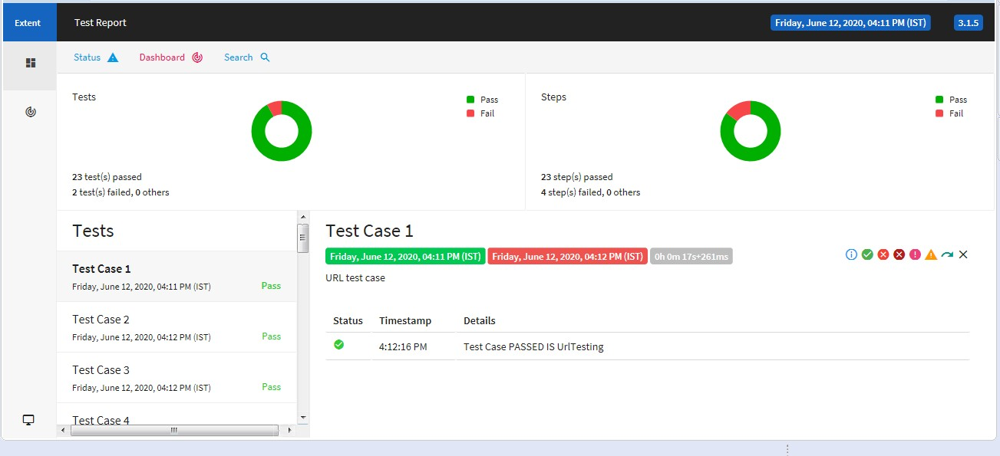 Extent
Test Report
Friday, June 12, 2020, 04:11 PM (IST)
3.1.5
Status
Dashboard
Search
Tests
Pass
Fail
23 test(s) passed
2 test(s) failed, 0 others
Steps
Pass
Fail
23 step(s) passed
4 step(s) failed, 0 others
Tests
Test Case 1
Friday, June 12, 2020, 04:11 PM (IST) Pass
Test Case 2
Friday, June 12, 2020, 04:12 PM (IST) Pass
Test Case 3
Friday, June 12, 2020, 04:12 PM (IST) Pass
Test Case 4
Test Case 1
Friday, June 12, 2020, 04:11 PM (IST) Friday, June 12, 2020, 04:12 PM (IST) 0h 0m 17s+261ms
URL test case
Status Timestamp Details
4:12:16 PM Test Case PASSED IS UrlTesting